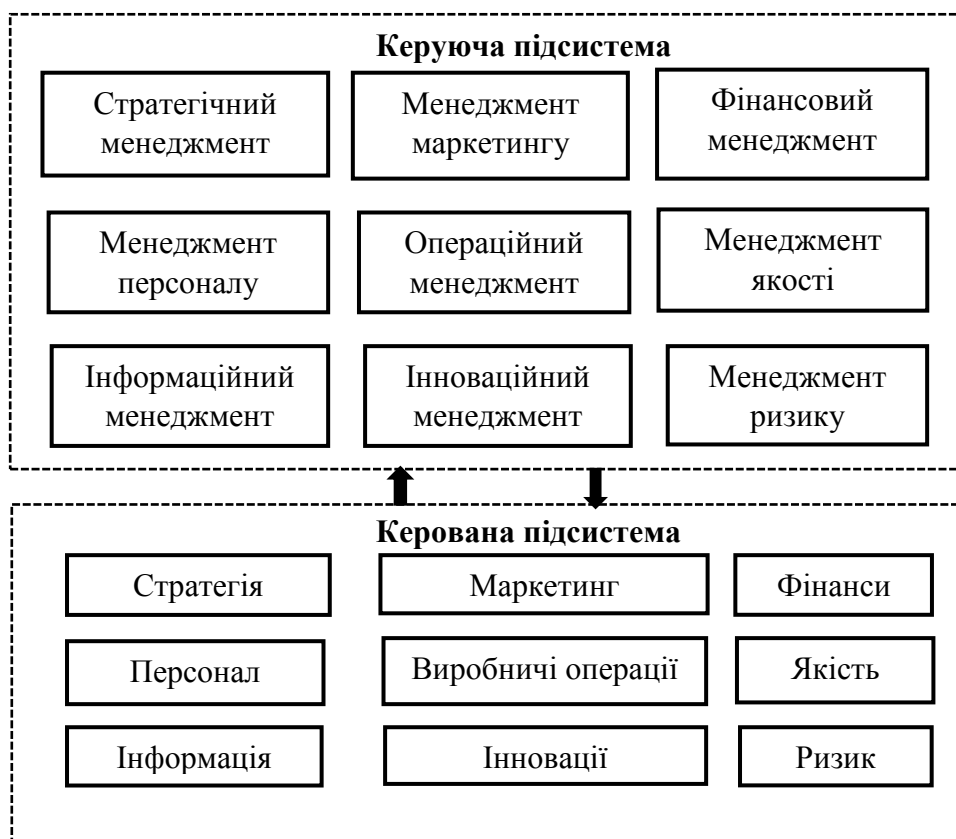 Керуюча підсистема
Стратегічний
менеджмент
Менеджмент
маркетингу
Фінансовий
менеджмент
Менеджмент
персоналу
Операційний
менеджмент
Менеджмент
якості
Інформаційний
менеджмент
Інноваційний
менеджмент
Менеджмент
ризику
Керована підсистема
Стратегія
Маркетинг
Фінанси
Персонал
Виробничі операції
Якість
Інформація
Інновації
Ризик